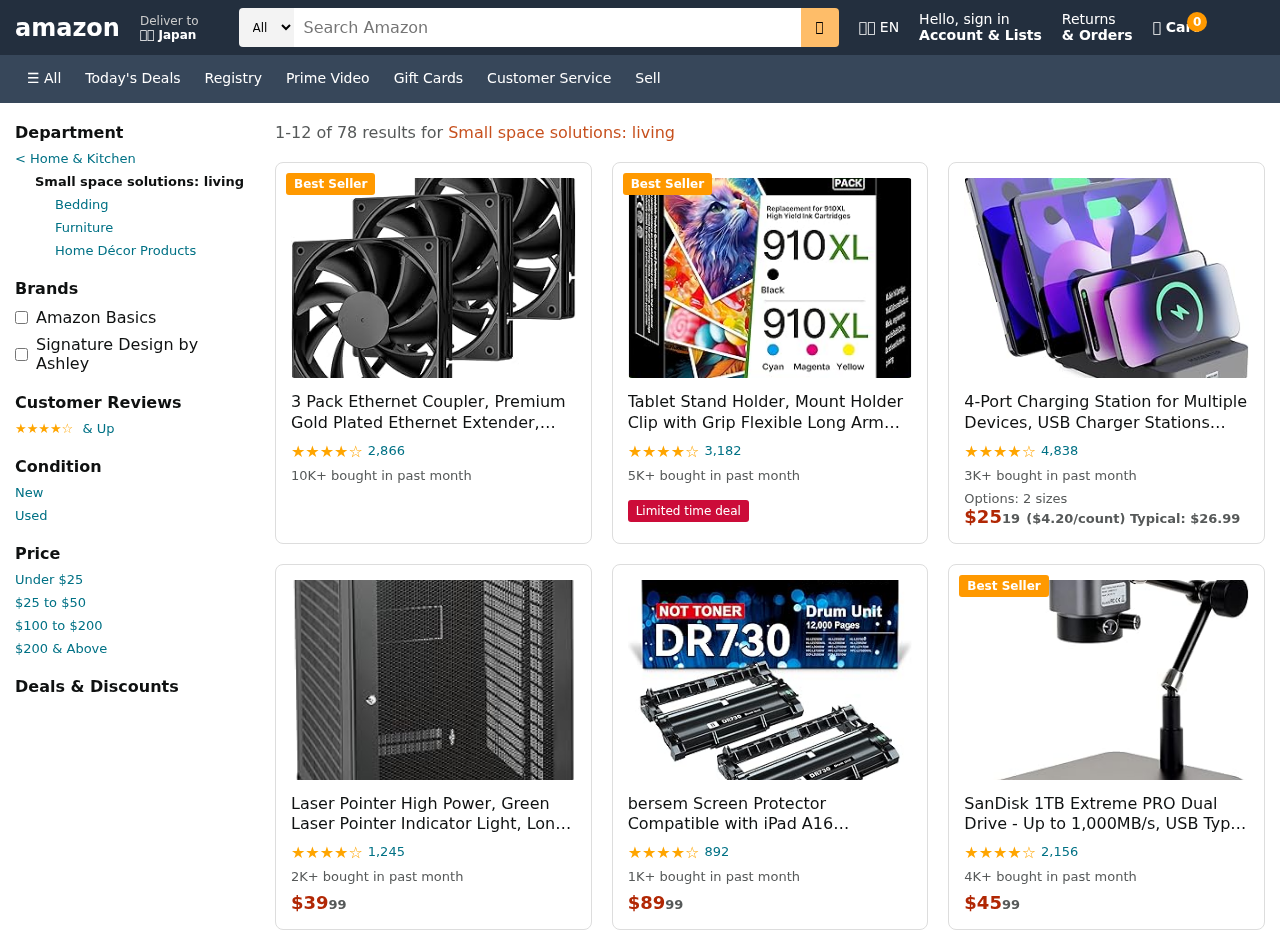 amazon
Deliver to
Japan
All
Search Amazon
EN
Hello, sign in
Account & Lists
Returns
& Orders
0
☰ All
Today's Deals
Registry
Prime Video
Gift Cards
Customer Service
Sell
Department
< Home & Kitchen
Small space solutions: living
Bedding
Furniture
Home Décor Products
Brands
Amazon Basics
Signature Design by
Ashley
Customer Reviews
★★★★☆ & Up
Condition
New
Used
Price
Under $25
$25 to $50
$100 to $200
$200 & Above
Deals & Discounts
1-12 of 78 results for Small space solutions: living
Best Seller
3 Pack Ethernet Coupler, Premium
Gold Plated Ethernet Extender,…
★★★★☆ 2,866
10K+ bought in past month
Best Seller
PACK
Replacement for 910XL
High Yield Ink Cartridges
910XL
Black
910XL
Cyan Magenta Yellow
Tablet Stand Holder, Mount Holder
Clip with Grip Flexible Long Arm…
★★★★☆ 3,182
5K+ bought in past month
Limited time deal
4-Port Charging Station for Multiple
Devices, USB Charger Stations…
★★★★☆ 4,838
3K+ bought in past month
Options: 2 sizes
$25 19 ($4.20/count) Typical: $26.99
Laser Pointer High Power, Green
Laser Pointer Indicator Light, Lon…
★★★★☆ 1,245
2K+ bought in past month
$39 99
NOT TONER
DR730
Drum Unit
12,000 Pages
DR730
DR730
bersem Screen Protector
Compatible with iPad A16…
★★★★☆ 892
1K+ bought in past month
$89 99
Best Seller
SanDisk 1TB Extreme PRO Dual
Drive - Up to 1,000MB/s, USB Typ…
★★★★☆ 2,156
4K+ bought in past month
$45 99